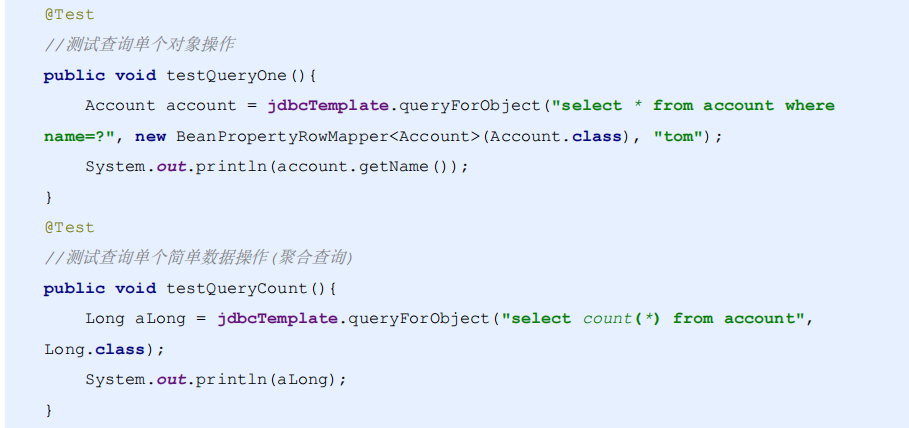 @Test
//测试查询单个对象操作
public void testQueryOne(){
    Account account = jdbcTemplate.queryForObject("select * from account where
name=?", new BeanPropertyRowMapper<Account>(Account.class), "tom");
    System.out.println(account.getName());
}
@Test
//测试查询单个简单数据操作(聚合查询)
public void testQueryCount(){
    Long aLong = jdbcTemplate.queryForObject("select count(*) from account",
Long.class);
    System.out.println(aLong);
}